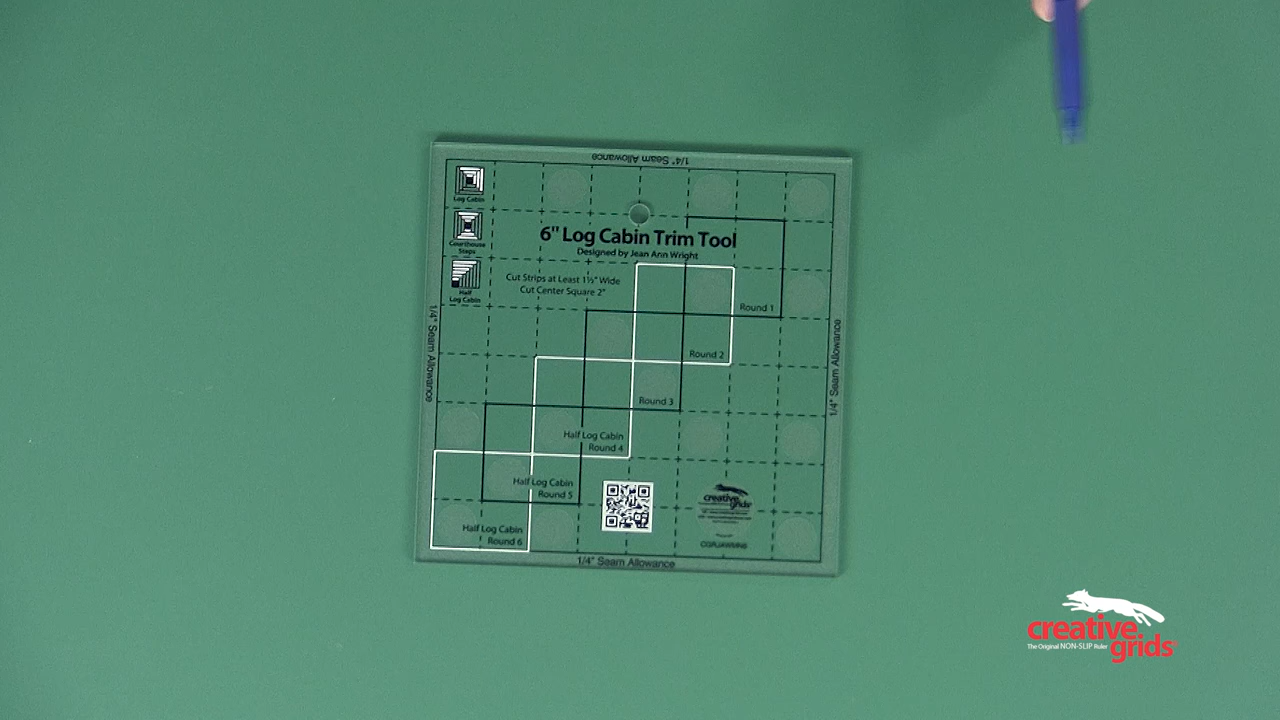 1/4" Seam Allowance
Log Cabin
Courthouse
Steps
Half
Log Cabin
6" Log Cabin Trim Tool
Designed by Jean Ann Wright
Cut Strips at Least 1½" Wide
Cut Center Square 2"
Round 1
Round 2
Round 3
Half Log Cabin
Round 4
Half Log Cabin
Round 5
Half Log Cabin
Round 6
1/4" Seam Allowance
1/4" Seam Allowance
1/4" Seam Allowance
creative
grids
creative
grids
The Original NON-SLIP Ruler